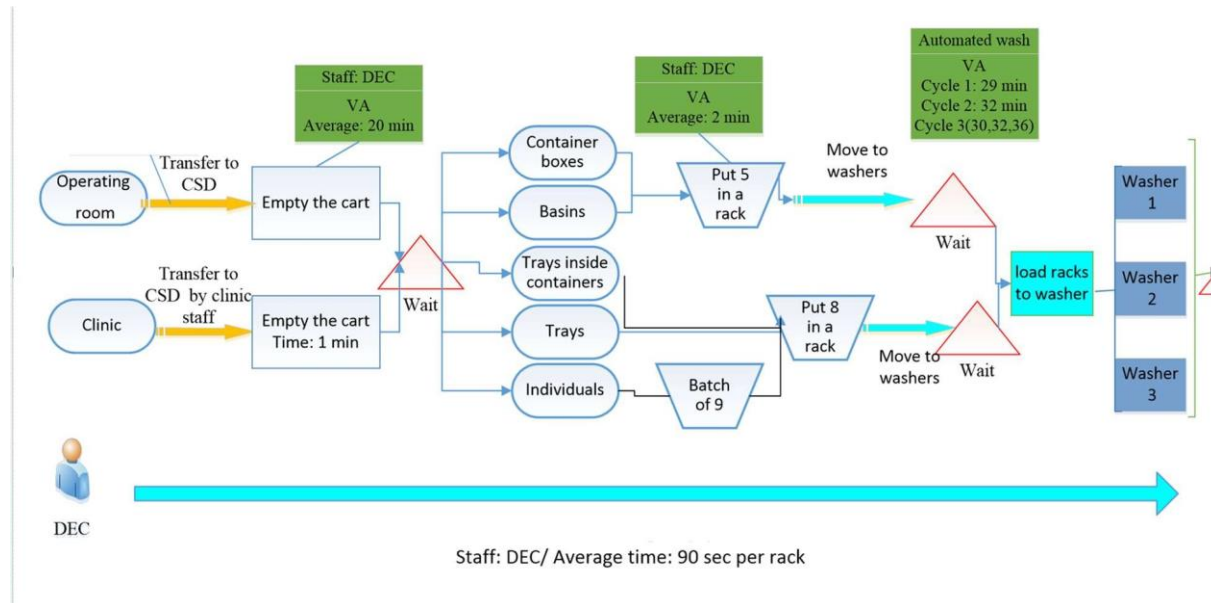 Staff: DEC
VA
Average: 20 min
Staff: DEC
VA
Average: 2 min
Automated wash
VA
Cycle 1: 29 min
Cycle 2: 32 min
Cycle 3(30,32,36)
Operating
room
Transfer to
CSD
Empty the cart
Clinic
Transfer to
CSD by clinic
staff
Empty the cart
Time: 1 min
Wait
Container
boxes
Basins
Trays inside
containers
Trays
Individuals
Put 5
in a
rack
Batch
of 9
Put 8
in a
rack
Move to
washers
Wait
Move to
washers
Wait
load racks
to washer
Washer
1
Washer
2
Washer
3
DEC
Staff: DEC/ Average time: 90 sec per rack